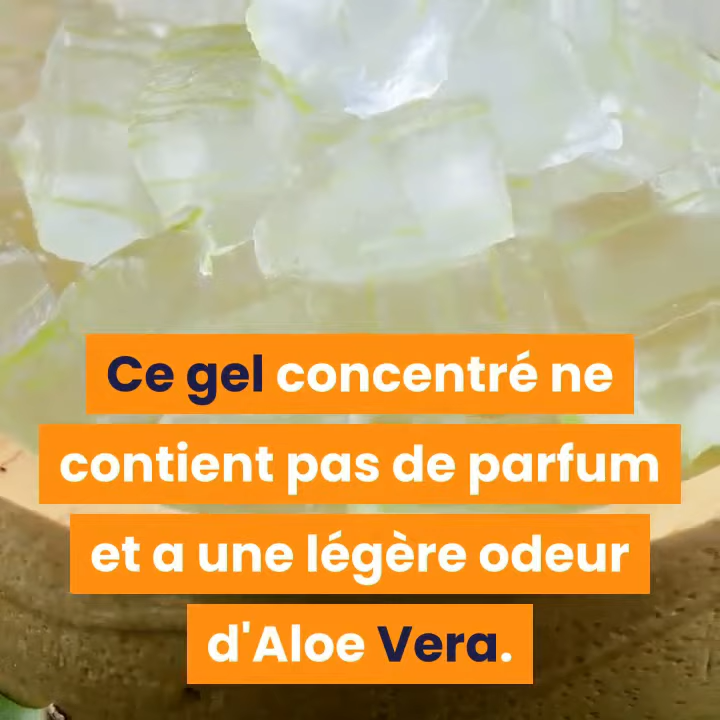 Ce gel concentré ne
contient pas de parfum
et a une légère odeur
d'Aloe Vera.